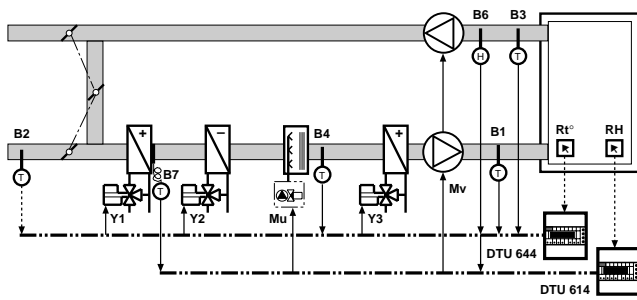 B6 B3
H T
Rt° RH
B2 + − B4 + B1
T B7 T T
T Mv
Y1 Y2 Mu Y3
DTU 644
DTU 614